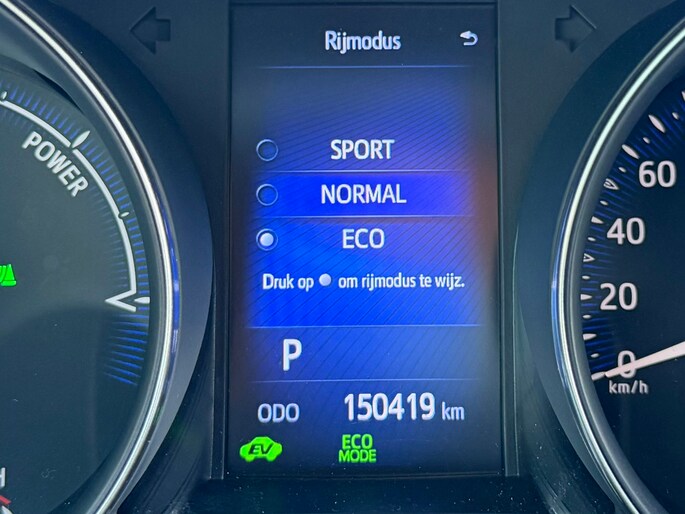 Rijmodus
POWER
SPORT
NORMAL
ECO
Druk op om rijmodus te wijz.
P
ODO 150419 km
EV
ECO
MODE
60
40
20
0
km/h
H